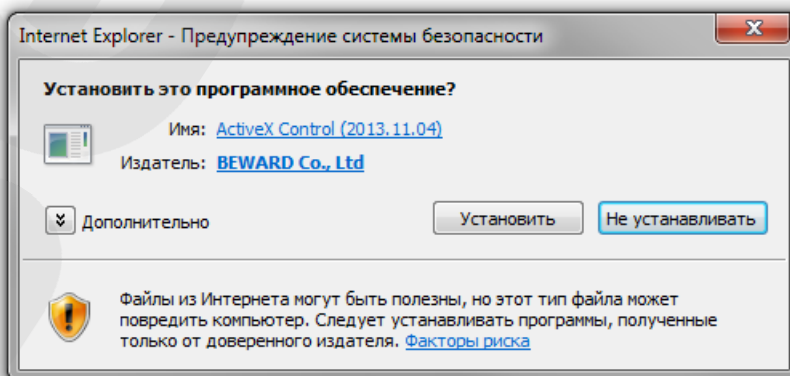 Internet Explorer - Предупреждение системы безопасности
Установить это программное обеспечение?
Имя: ActiveX Control (2013.11.04)
Издатель: BEWARD Co., Ltd
Дополнительно
Установить
Не устанавливать
Файлы из Интернета могут быть полезны, но этот тип файла может
повредить компьютер. Следует устанавливать программы, полученные
только от доверенного издателя. Факторы риска